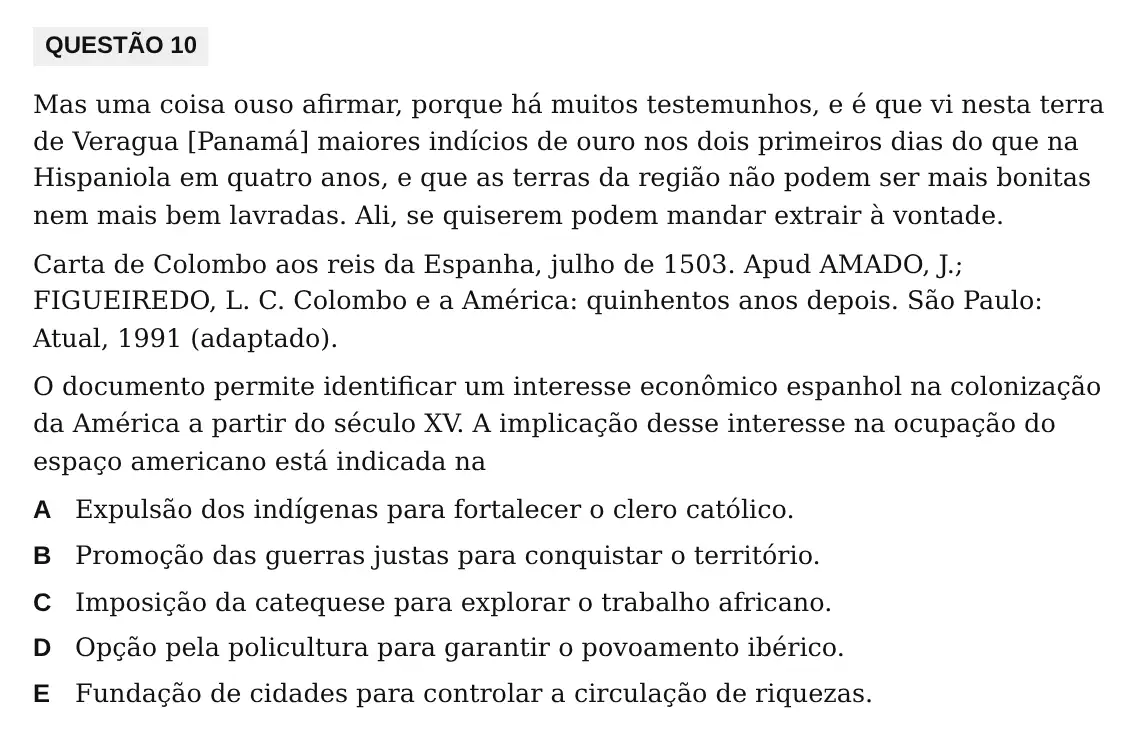 QUESTÃO 10
Mas uma coisa ouso afirmar, porque há muitos testemunhos, e é que vi nesta terra
de Veragua [Panamá] maiores indícios de ouro nos dois primeiros dias do que na
Hispaniola em quatro anos, e que as terras da região não podem ser mais bonitas
nem mais bem lavradas. Ali, se quiserem podem mandar extrair à vontade.
Carta de Colombo aos reis da Espanha, julho de 1503. Apud AMADO, J.;
FIGUEIREDO, L. C. Colombo e a América: quinhentos anos depois. São Paulo:
Atual, 1991 (adaptado).
O documento permite identificar um interesse econômico espanhol na colonização
da América a partir do século XV. A implicação desse interesse na ocupação do
espaço americano está indicada na
A Expulsão dos indígenas para fortalecer o clero católico.
B Promoção das guerras justas para conquistar o território.
C Imposição da catequese para explorar o trabalho africano.
D Opção pela policultura para garantir o povoamento ibérico.
E Fundação de cidades para controlar a circulação de riquezas.